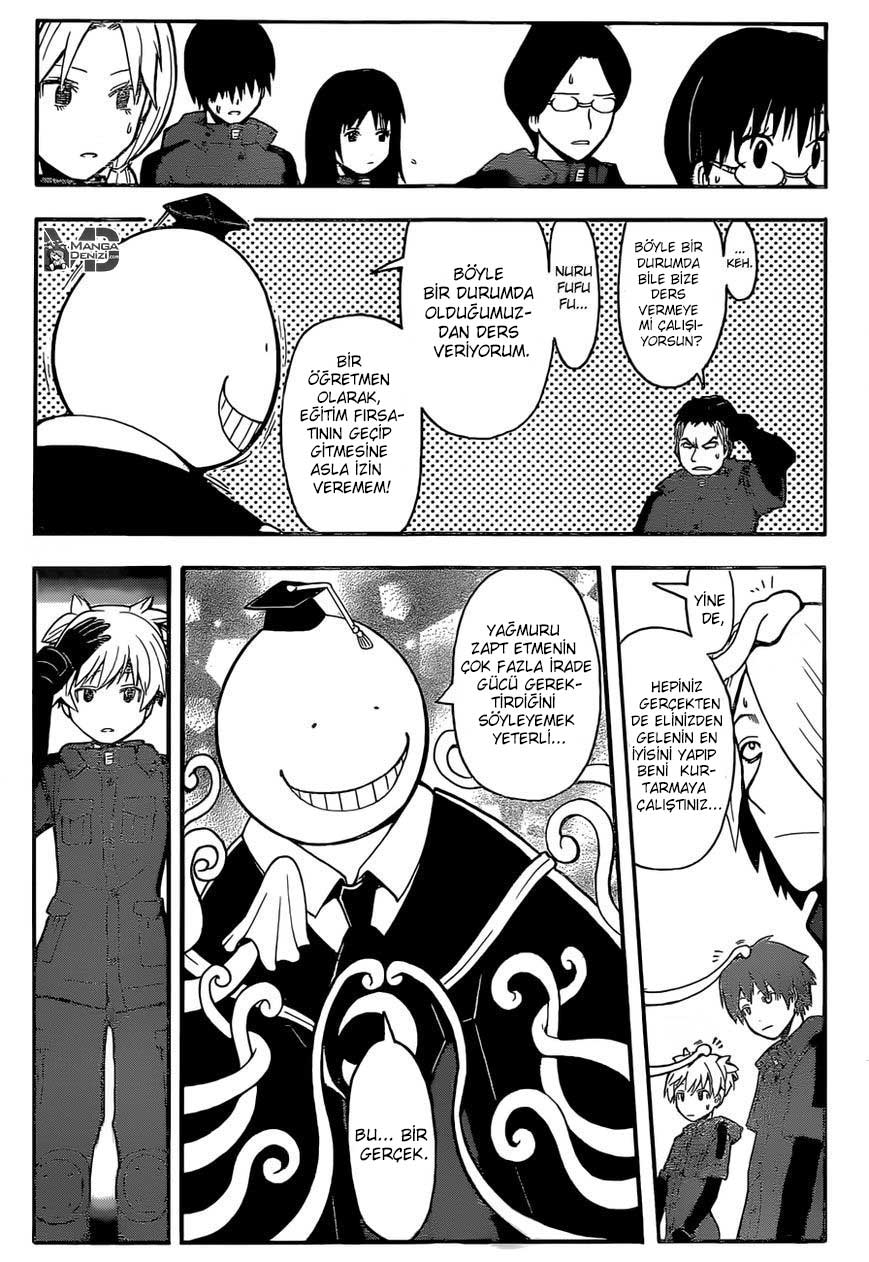 ...
KEH.
BÖYLE BİR
DURUMDA
BİLE BİZE
DERS
VERMEYE
Mİ ÇALIŞI-
YORSUN?
NURU
FUFU
FU...
BÖYLE
BİR DURUMDA
OLDUĞUMUZ-
DAN DERS
VERİYORUM.
BİR
ÖĞRETMEN
OLARAK,
EĞİTİM FIRSA-
TININ GEÇİP
GİTMESİNE
ASLA İZİN
VEREMEM!
MANGA
DENİZİ
.COM
YİNE
DE,
HEPİNİZ
GERÇEKTEN
DE ELİNİZDEN
GELENİN EN
İYİSİNİ YAPIP
BENİ KUR-
TARMAYA
ÇALIŞTINIZ...
YAĞMURU
ZAPT ETMENİN
ÇOK FAZLA İRADE
GÜCÜ GEREK-
TİRDİĞİNİ
SÖYLEYEMEK
YETERLİ...
BU... BİR
GERÇEK.